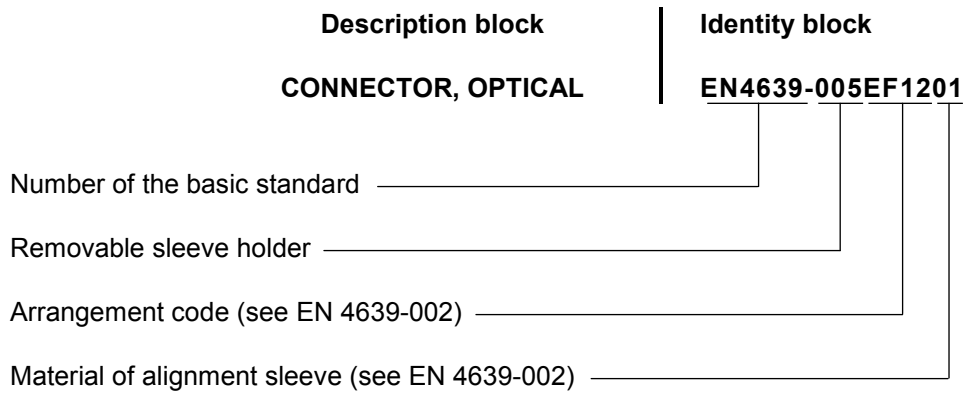 Description block Identity block
CONNECTOR, OPTICAL EN4639-005EF1201
Number of the basic standard
Removable sleeve holder
Arrangement code (see EN 4639-002)
Material of alignment sleeve (see EN 4639-002)